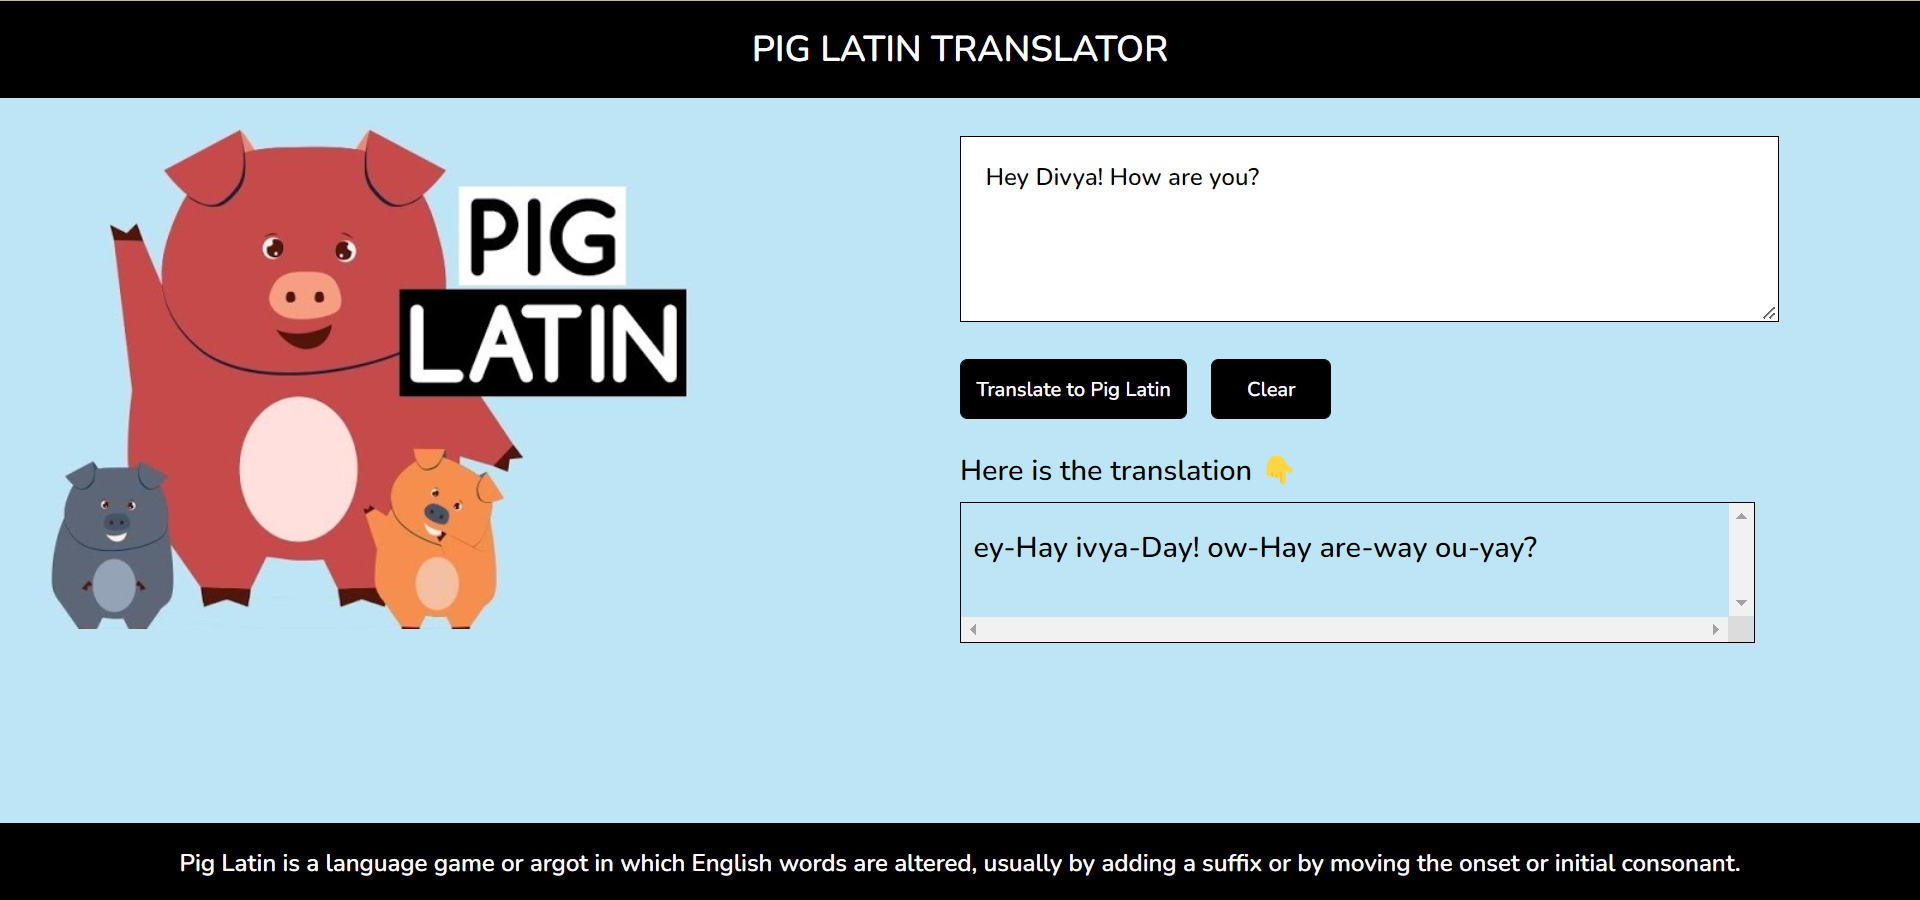 PIG LATIN TRANSLATOR
PIG
LATIN
Hey Divya! How are you?
Translate to Pig Latin
Clear
Here is the translation 👇
ey-Hay ivya-Day! ow-Hay are-way ou-yay?
Pig Latin is a language game or argot in which English words are altered, usually by adding a suffix or by moving the onset or initial consonant.